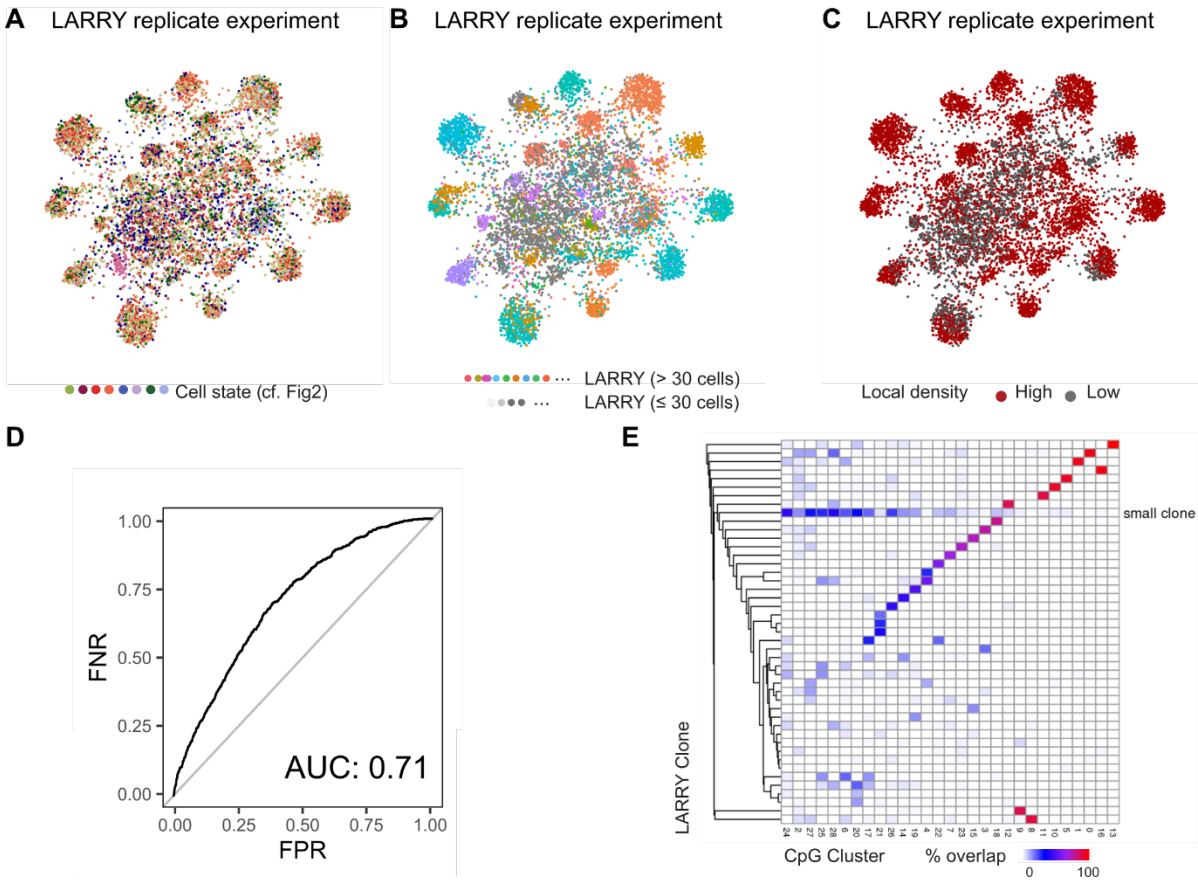 A LARRY replicate experiment
B LARRY replicate experiment
C LARRY replicate experiment
Cell state (cf. Fig2)
... LARRY (> 30 cells)
... LARRY (≤ 30 cells)
Local density High Low
D
1.00
0.75
0.50
0.25
0.00
FNR
AUC: 0.71
0.00 0.25 0.50 0.75 1.00
FPR
E
small clone
LARRY Clone
24 2 27 25 28 6 20 17 21 26 14 19 4 22 7 23 15 3 18 12 9 8 11 10 5 1 0 16 13
CpG Cluster
% overlap
0 100